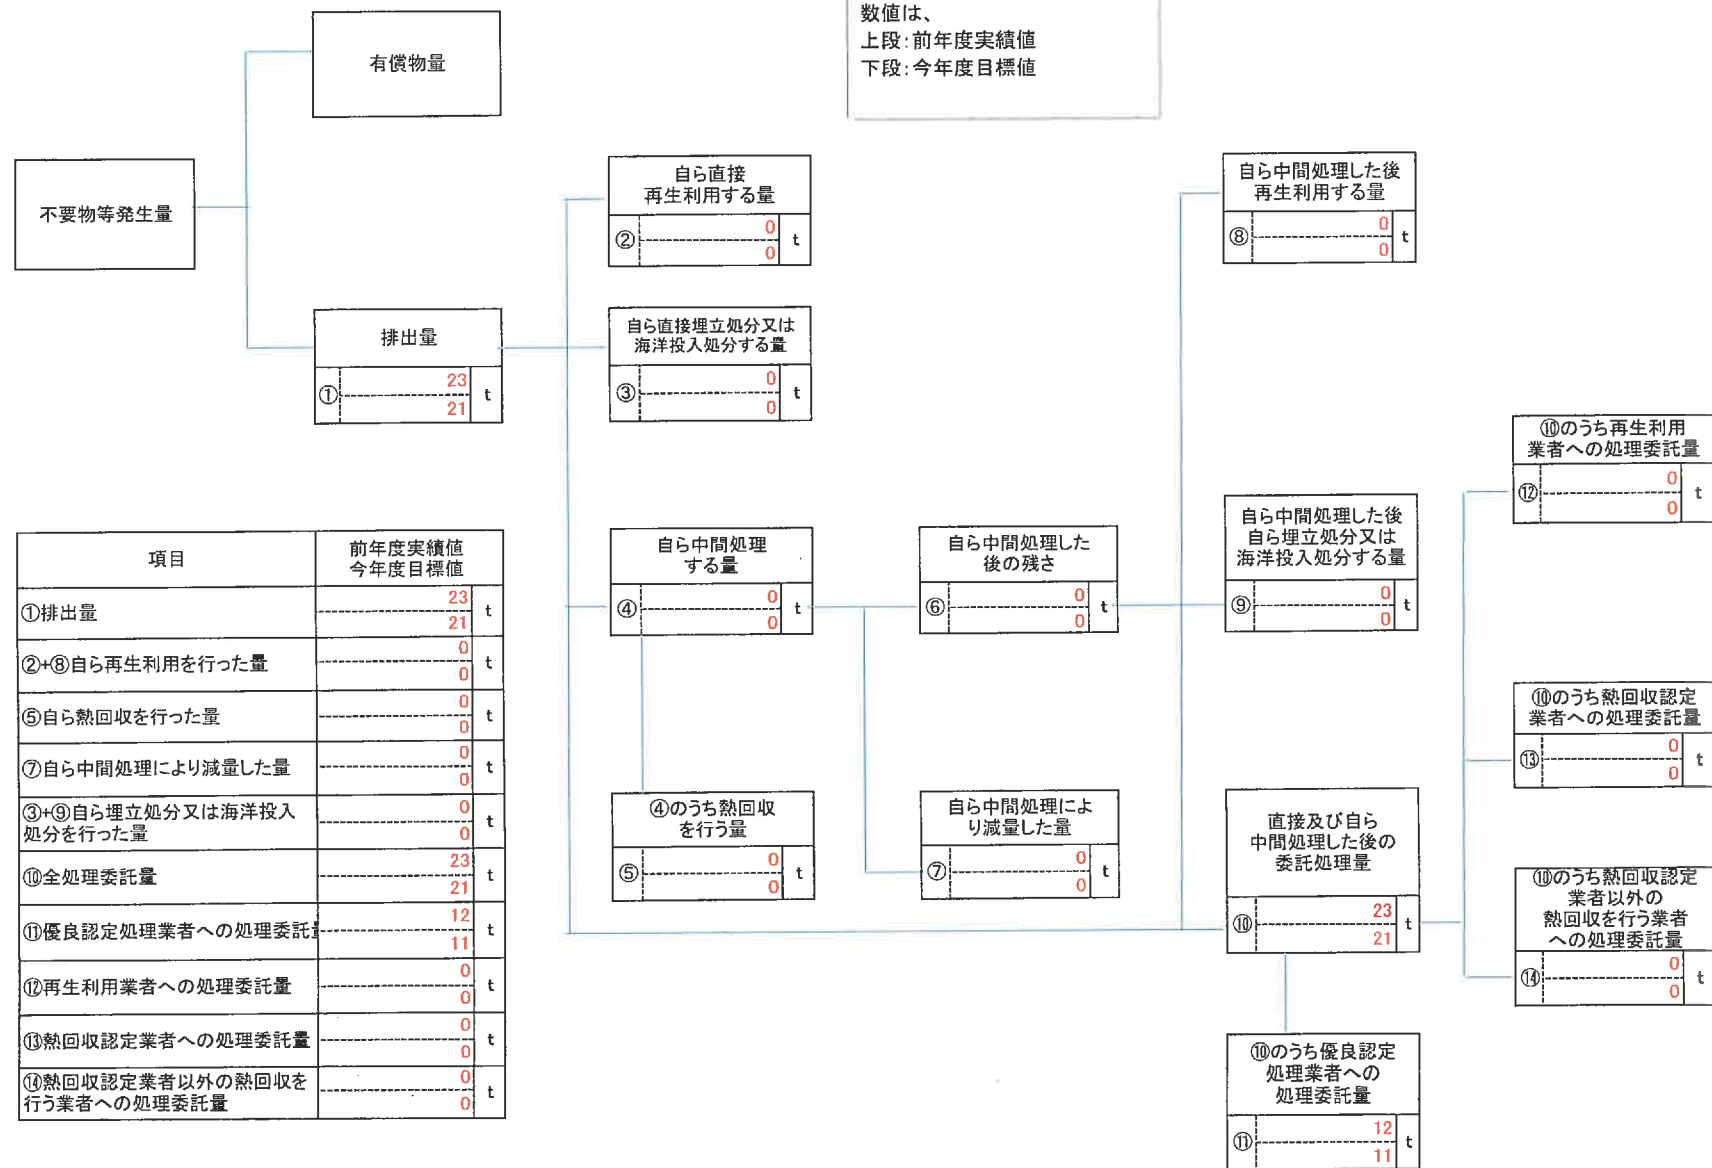 数値は、
上段:前年度実績値
下段:今年度目標値
有償物量
不要物等発生量
自ら直接
再生利用する量
② 0 t
0
自ら中間処理した後
再生利用する量
⑧ 0 t
0
排出量
① 23 t
21
自ら直接埋立処分又は
海洋投入処分する量
③ 0 t
0
⑩のうち再生利用
業者への処理委託量
⑫ 0 t
0
自ら中間処理
する量
④ 0 t
0
自ら中間処理した
後の残さ
⑥ 0 t
0
自ら中間処理した後
自ら埋立処分又は
海洋投入処分する量
⑨ 0 t
0
⑩のうち熱回収認定
業者への処理委託量
⑬ 0 t
0
④のうち熱回収
を行う量
⑤ 0 t
0
自ら中間処理によ
り減量した量
⑦ 0 t
0
直接及び自ら
中間処理した後の
委託処理量
⑩ 23 t
21
⑩のうち熱回収認定
業者以外の
熱回収を行う業者
への処理委託量
⑭ 0 t
0
⑩のうち優良認定
処理業者への
処理委託量
⑪ 12 t
11
項目 前年度実績値
今年度目標値
①排出量 23 t
21
②+⑧自ら再生利用を行った量 0 t
0
⑤自ら熱回収を行った量 0 t
0
⑦自ら中間処理により減量した量 0 t
0
③+⑨自ら埋立処分又は海洋投入
処分を行った量 0 t
0
⑩全処理委託量 23 t
21
⑪優良認定処理業者への処理委託 12 t
11
⑫再生利用業者への処理委託量 0 t
0
⑬熱回収認定業者への処理委託量 0 t
0
⑭熱回収認定業者以外の熱回収を
行う業者への処理委託量 0 t
0